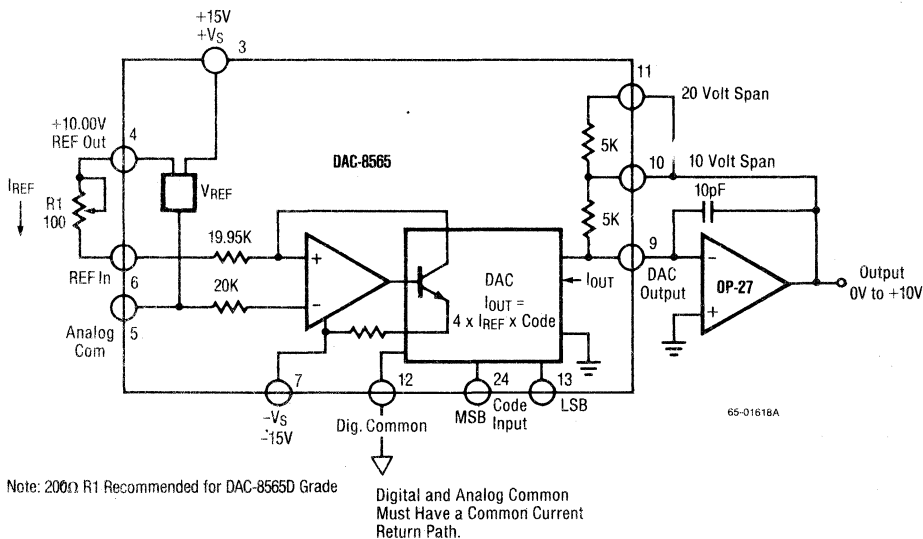 +15V
+VS
3
11
20 Volt Span
+10.00V
REF Out
4
5K
DAC-8565
10
10 Volt Span
IREF
VREF
R1
100
10pF
5K
19.95K
9
REF In
6
+
DAC
IOUT =
4 x IREF x Code
IOUT
DAC
Output
−
OP-27
+
Output
0V to +10V
20K
−
Analog
Com
5
7
12
24
13
−VS
−15V
Dig. Common
MSB
Code
Input
LSB
65-01618A
Note: 200Ω R1 Recommended for DAC-8565D Grade
Digital and Analog Common
Must Have a Common Current
Return Path.